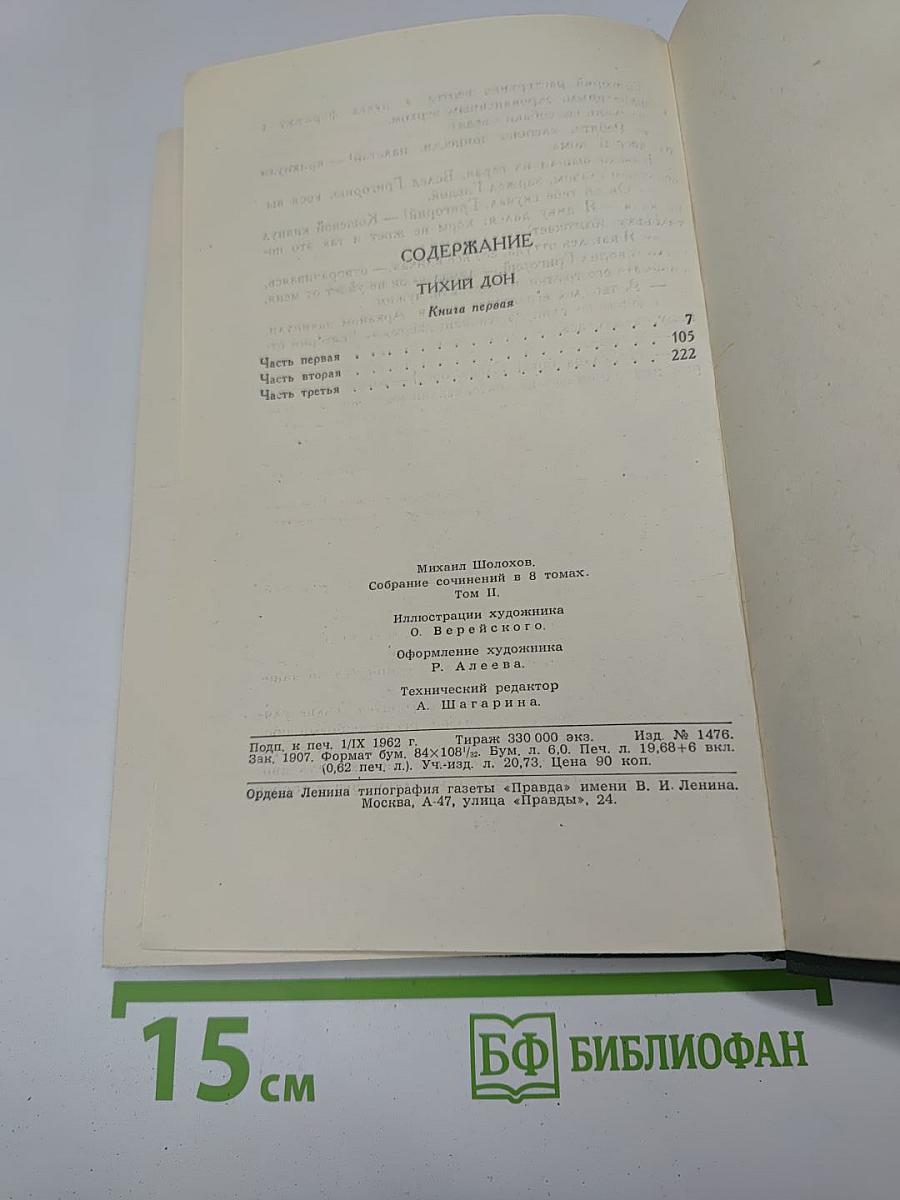 СОДЕРЖАНИЕ
ТИХИЙ ДОН
Книга первая
Часть первая . . . . . . . . . . . . . . . . 7
Часть вторая . . . . . . . . . . . . . . . . 105
Часть третья . . . . . . . . . . . . . . . . 222
Михаил Шолохов.
Собрание сочинений в 8 томах.
Том II.
Иллюстрации художника
О. Верейского.
Оформление художника
Р. Алеева.
Технический редактор
А. Шагарина.
Подп. к печ. 1/IX 1962 г. Тираж 330 000 экз. Изд. № 1476.
Зак. 1907. Формат бум. 84×108¹/₃₂. Бум. л. 6,0. Печ. л. 19,68+6 вкл.
(0,62 печ. л.). Уч.-изд. л. 20,73. Цена 90 коп.
Ордена Ленина типография газеты «Правда» имени В. И. Ленина.
Москва, А-47, улица «Правды», 24.
15 см
БФ БИБЛИОФАН